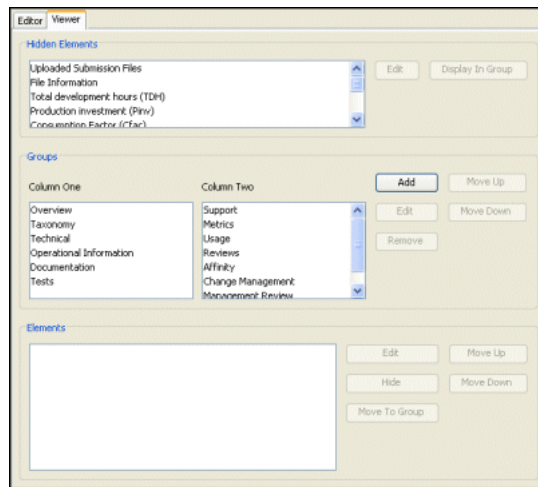 Editor Viewer
Hidden Elements
Uploaded Submission Files
File Information
Total development hours (TDH)
Production investment (Pinv)
Consumption Factor (Cfac)
Edit Display In Group
Groups
Column One Column Two
Overview
Taxonomy
Technical
Operational Information
Documentation
Tests
Support
Metrics
Usage
Reviews
Affinity
Change Management
Management Review
Add Move Up
Edit Move Down
Remove
Elements
Edit Move Up
Hide Move Down
Move To Group